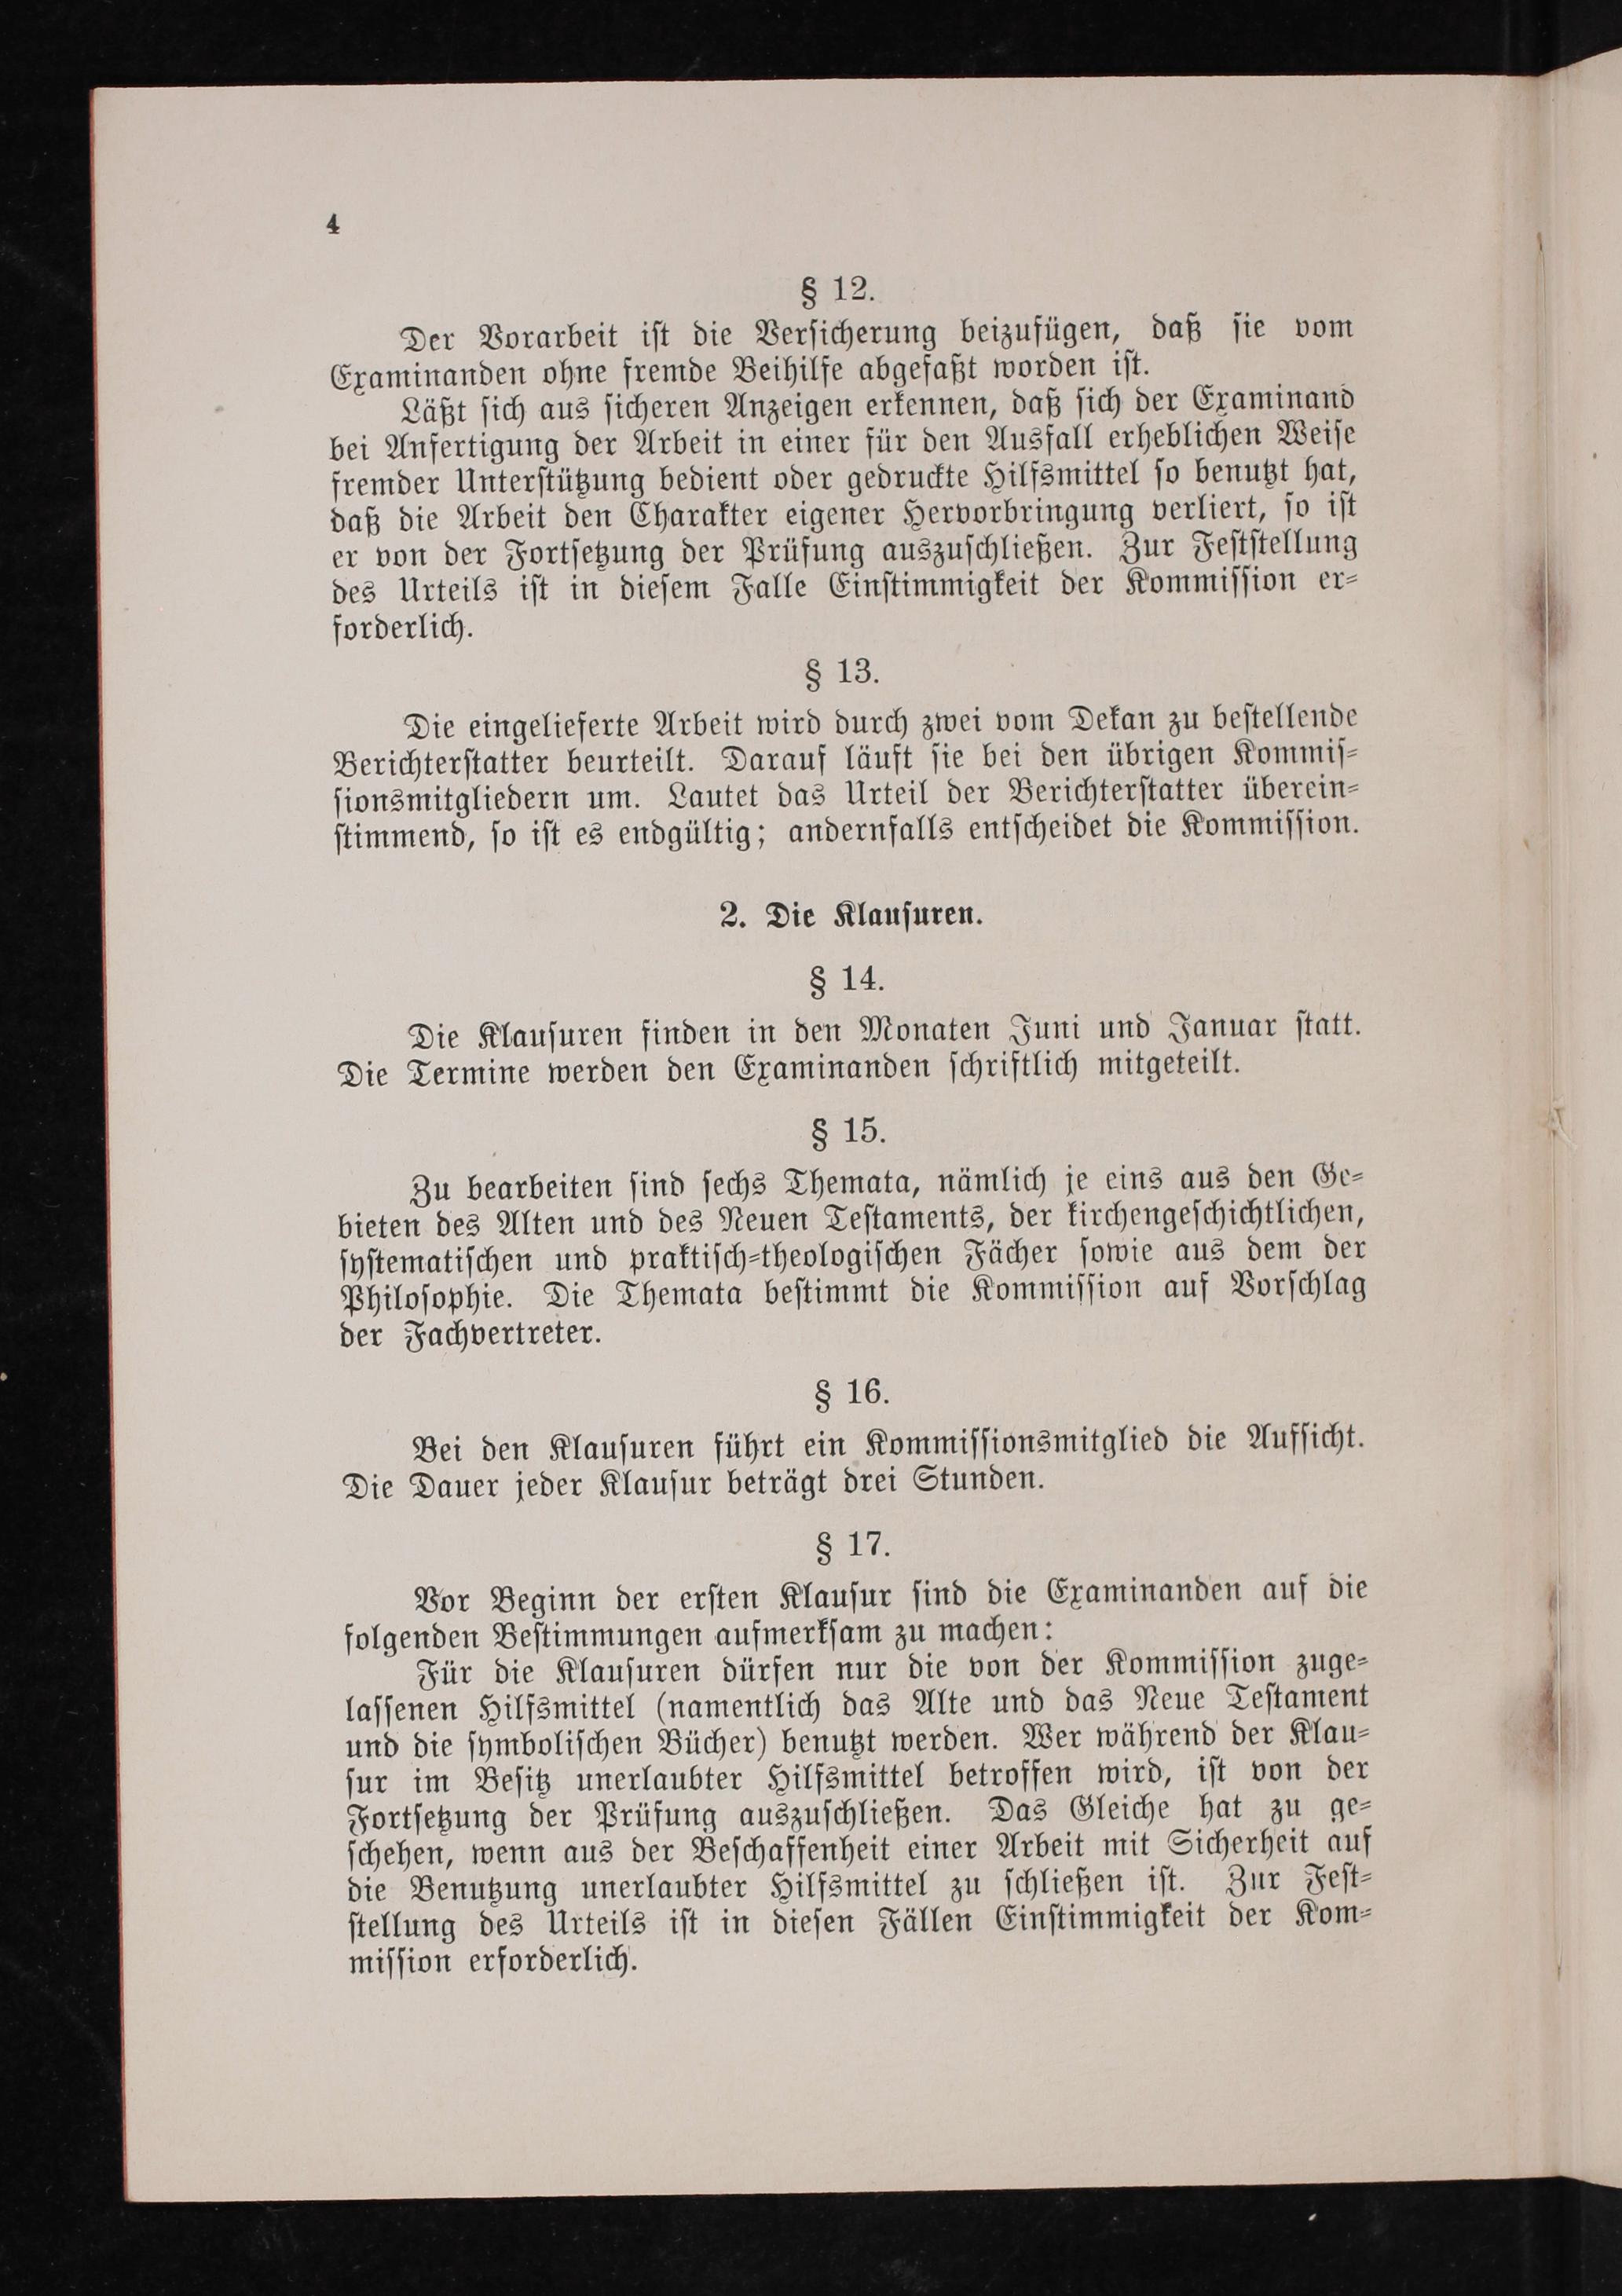 4
§ 12.
Der Vorarbeit iſt die Verſicherung beizufügen, daß ſie vom
Examinanden ohne fremde Beihilfe abgefaßt worden iſt.
Läßt ſich aus ſicheren Anzeigen erkennen, daß ſich der Examinand
bei Anfertigung der Arbeit in einer für den Ausfall erheblichen Weiſe
fremder Unterſtützung bedient oder gedruckte Hilfsmittel ſo benutzt hat,
daß die Arbeit den Charakter eigener Hervorbringung verliert, ſo iſt
er von der Fortſetzung der Prüfung auszuſchließen. Zur Feſtſtellung
des Urteils iſt in dieſem Falle Einſtimmigkeit der Kommiſſion er⸗
forderlich.
§ 13.
Die eingelieferte Arbeit wird durch zwei vom Dekan zu beſtellende
Berichterſtatter beurteilt. Darauf läuft ſie bei den übrigen Kommiſ⸗
ſionsmitgliedern um. Lautet das Urteil der Berichterſtatter überein⸗
ſtimmend, ſo iſt es endgültig; andernfalls entſcheidet die Kommiſſion.
2. Die Klauſuren.
§ 14.
Die Klauſuren finden in den Monaten Juni und Januar ſtatt.
Die Termine werden den Examinanden ſchriftlich mitgeteilt.
§ 15.
Zu bearbeiten ſind ſechs Themata, nämlich je eins aus den Ge⸗
bieten des Alten und des Neuen Teſtaments, der kirchengeſchichtlichen,
ſyſtematiſchen und praktiſch⸗theologiſchen Fächer ſowie aus dem der
Philoſophie. Die Themata beſtimmt die Kommiſſion auf Vorſchlag
der Fachvertreter.
§ 16.
Bei den Klauſuren führt ein Kommiſſionsmitglied die Aufſicht.
Die Dauer jeder Klauſur beträgt drei Stunden.
§ 17.
Vor Beginn der erſten Klauſur ſind die Examinanden auf die
folgenden Beſtimmungen aufmerkſam zu machen:
Für die Klauſuren dürfen nur die von der Kommiſſion zuge⸗
laſſenen Hilfsmittel (namentlich das Alte und das Neue Teſtament
und die ſymboliſchen Bücher) benutzt werden. Wer während der Klau⸗
ſur im Beſitz unerlaubter Hilfsmittel betroffen wird, iſt von der
Fortſetzung der Prüfung auszuſchließen. Das Gleiche hat zu ge⸗
ſchehen, wenn aus der Beſchaffenheit einer Arbeit mit Sicherheit auf
die Benutzung unerlaubter Hilfsmittel zu ſchließen iſt. Zur Feſt⸗
ſtellung des Urteils iſt in dieſen Fällen Einſtimmigkeit der Kom⸗
miſſion erforderlich.